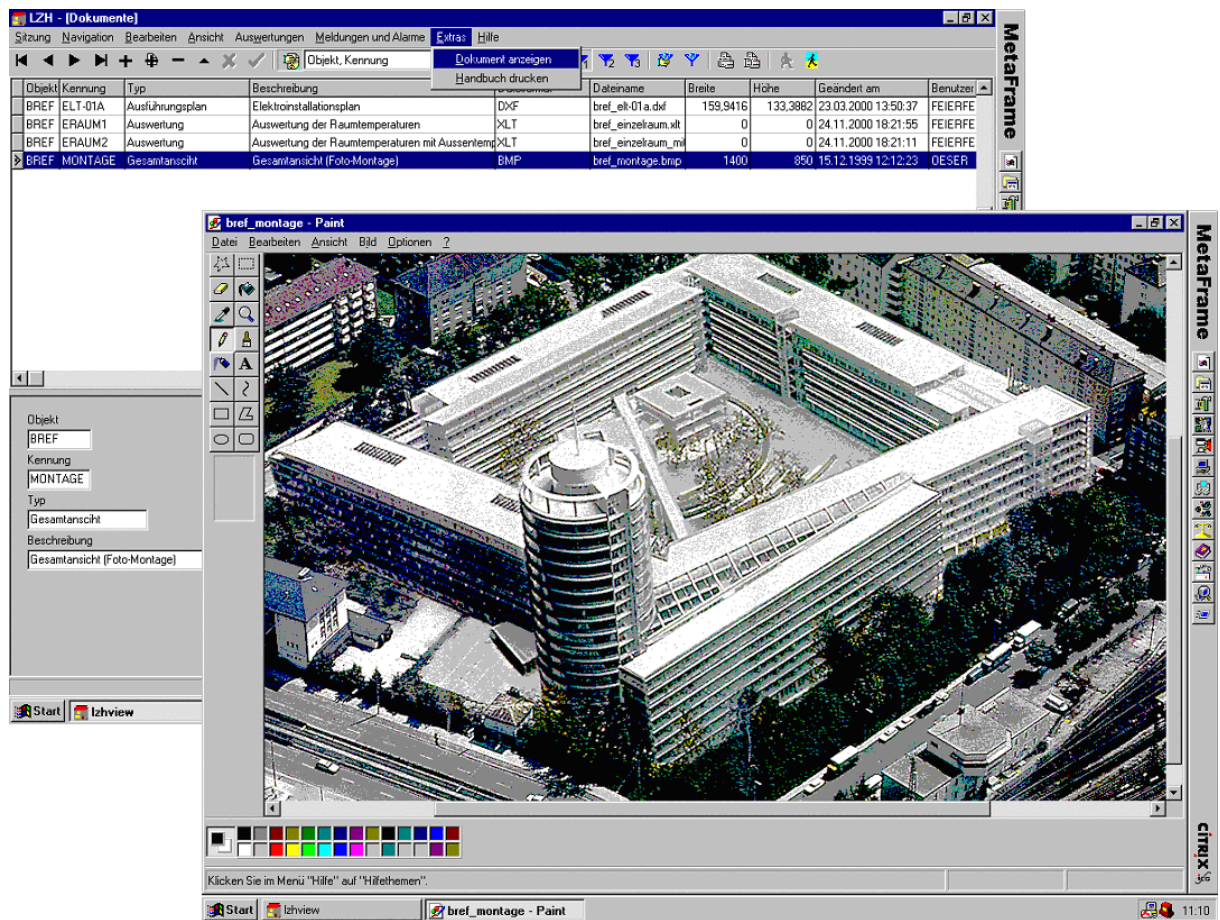 LZH - [Dokumente]
Sitzung Navigation Bearbeiten Ansicht Auswertungen Meldungen und Alarme Extras Hilfe
Objekt, Kennung
Dokument anzeigen
Handbuch drucken
Objekt Kennung Typ Beschreibung Dateiname Breite Höhe Geändert am Benutzer
BREF ELT-01A Ausführungsplan Elektroinstallationsplan DXF bref_elt-01a.dxf 159,9416 133,3882 23.03.2000 13:50:37 FEIERFE
BREF ERAUM1 Auswertung Auswertung der Raumtemperaturen XLT bref_einzelraum.xlt 0 0 24.11.2000 18:21:55 FEIERFE
BREF ERAUM2 Auswertung Auswertung der Raumtemperaturen mit Aussentemp XLT bref_einzelraum_mi 0 0 24.11.2000 18:21:11 FEIERFE
BREF MONTAGE Gesamtansciht Gesamtansicht (Foto-Montage) BMP bref_montage.bmp 1400 850 15.12.1999 12:12:23 OESER
MetaFrame
Objekt
BREF
Kennung
MONTAGE
Typ
Gesamtansciht
Beschreibung
Gesamtansicht (Foto-Montage)
Start lzhview
bref_montage - Paint
Datei Bearbeiten Ansicht Bild Optionen ?
A
MetaFrame
CITRIX
Klicken Sie im Menü "Hilfe" auf "Hilfethemen".
Start lzhview bref_montage - Paint 11:10